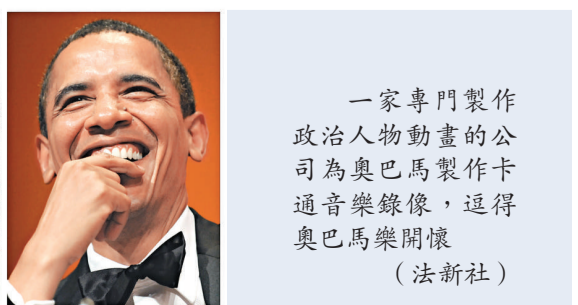 一家專門製作
政治人物動畫的公
司為奧巴馬製作卡
通音樂錄像，逗得
奧巴馬樂開懷
（法新社）